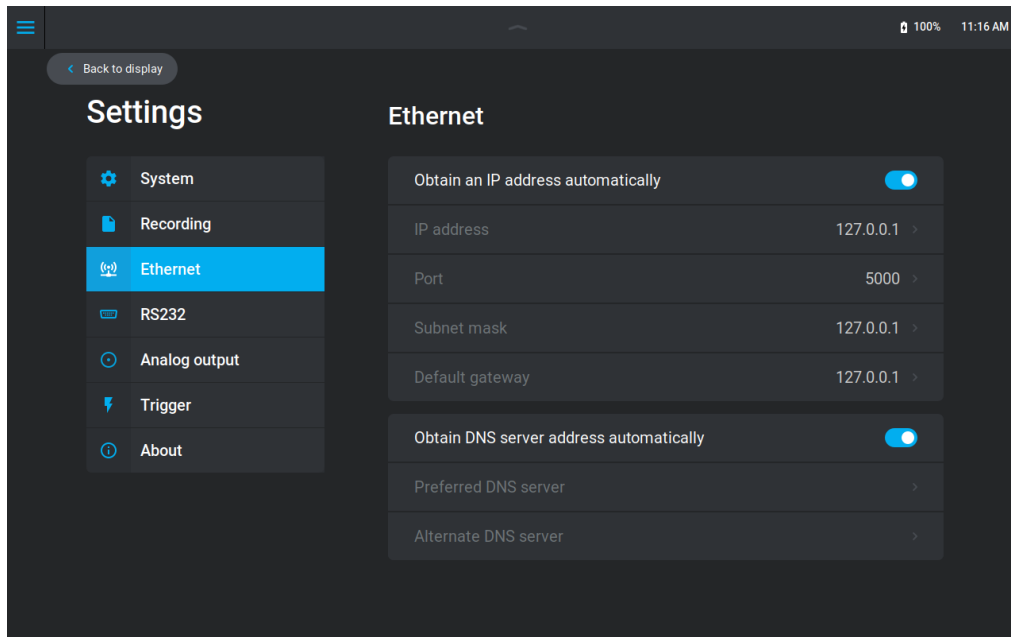 100% 11:16 AM
Back to display
Settings
System
Recording
Ethernet
RS232
Analog output
Trigger
About
Ethernet
Obtain an IP address automatically
IP address 127.0.0.1
Port 5000
Subnet mask 127.0.0.1
Default gateway 127.0.0.1
Obtain DNS server address automatically
Preferred DNS server
Alternate DNS server